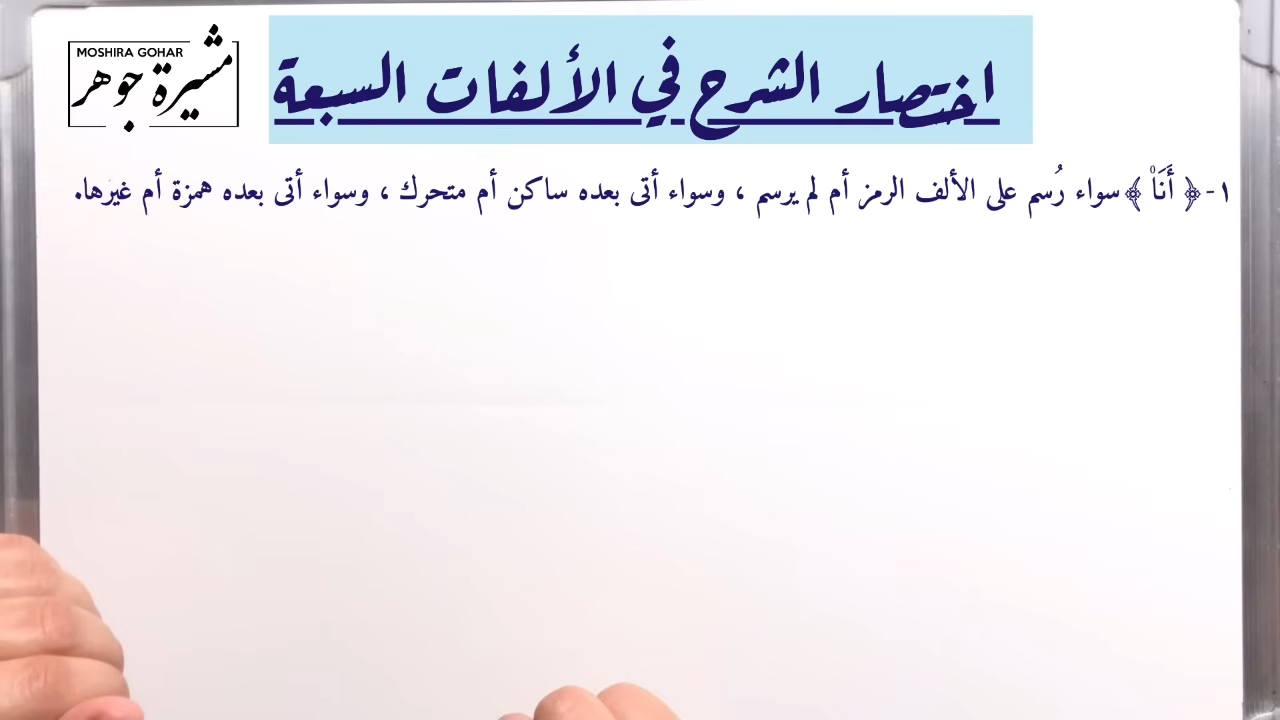 MOSHIRA GOHAR
مشيرة جوهر
اختصار الشرح في الألفات السبعة
١- ﴿ أَنَا۠ ﴾ سواء رُسم على الألف الرمز أم لم يرسم ، وسواء أتى بعده ساكن أم متحرك ، وسواء أتى بعده همزة أم غيرها.